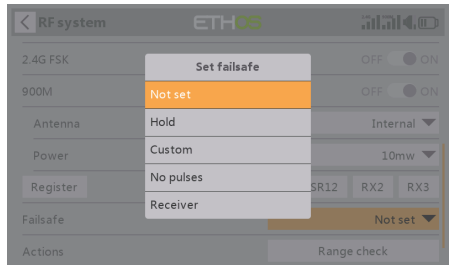 RF system
ETHOS
2.4G FSK OFF ON
Set failsafe
Not set
Hold
Custom
No pulses
Receiver
900M OFF ON
Antenna Internal
Power 10mw
Register SR12 RX2 RX3
Failsafe Not set
Actions Range check